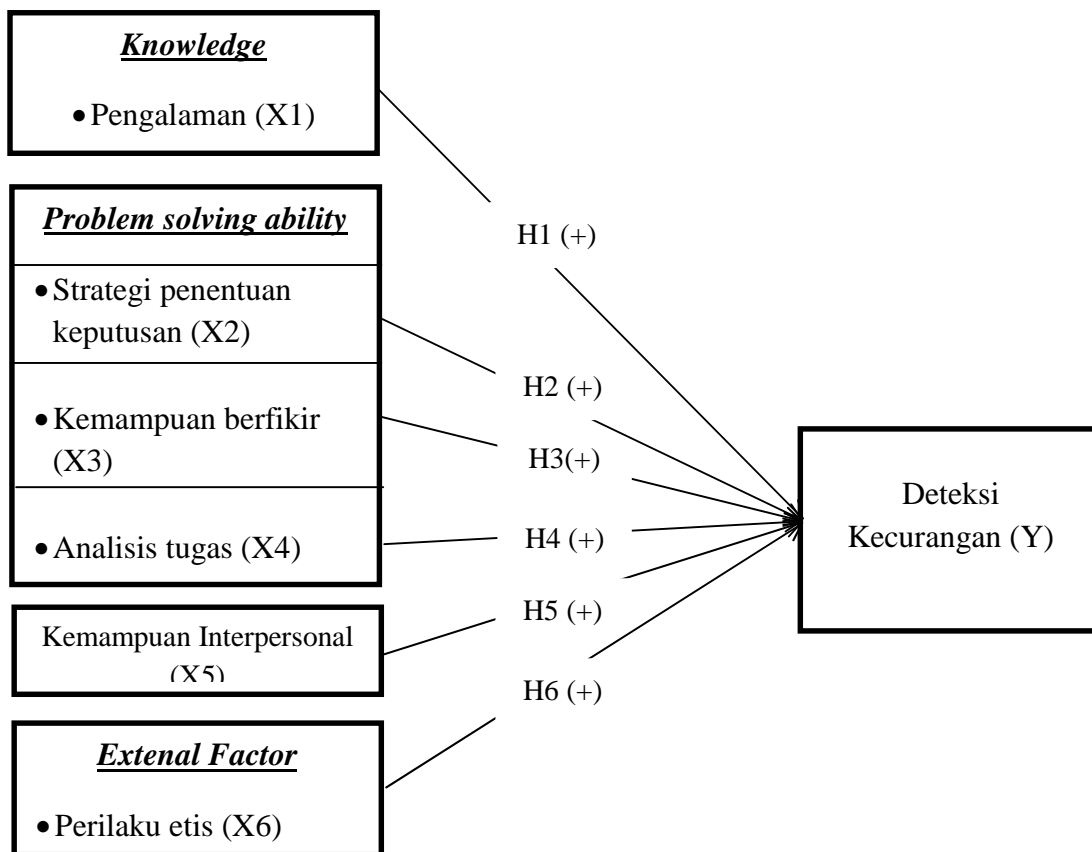 Knowledge
•Pengalaman (X1)
Problem solving ability
•Strategi penentuan
keputusan (X2)
•Kemampuan berfikir
(X3)
•Analisis tugas (X4)
Kemampuan Interpersonal
(X5)
Extenal Factor
•Perilaku etis (X6)
H1 (+)
H2 (+)
H3(+)
H4 (+)
H5 (+)
H6 (+)
Deteksi
Kecurangan (Y)